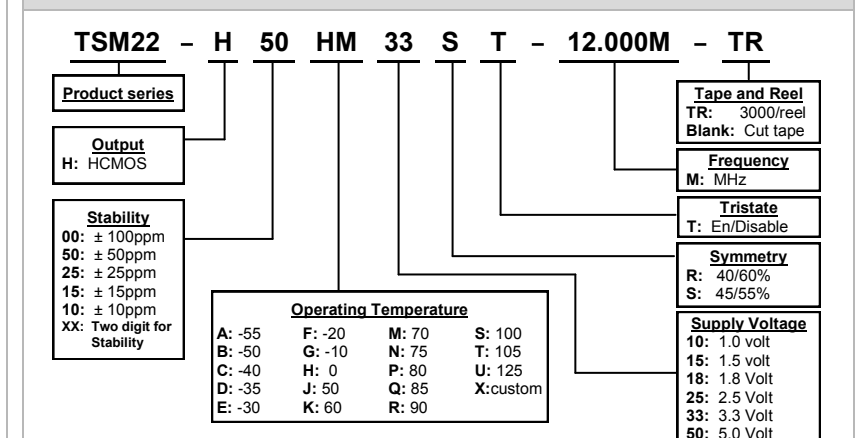 TSM22 – H 50 HM 33 S T – 12.000M – TR
Product series
Output
H: HCMOS
Stability
00: ± 100ppm
50: ± 50ppm
25: ± 25ppm
15: ± 15ppm
10: ± 10ppm
XX: Two digit for
Stability
Operating Temperature
A: -55 F: -20 M: 70 S: 100
B: -50 G: -10 N: 75 T: 105
C: -40 H: 0 P: 80 U: 125
D: -35 J: 50 Q: 85 X:custom
E: -30 K: 60 R: 90
Tape and Reel
TR: 3000/reel
Blank: Cut tape
Frequency
M: MHz
Tristate
T: En/Disable
Symmetry
R: 40/60%
S: 45/55%
Supply Voltage
10: 1.0 volt
15: 1.5 volt
18: 1.8 Volt
25: 2.5 Volt
33: 3.3 Volt
50: 5.0 Volt